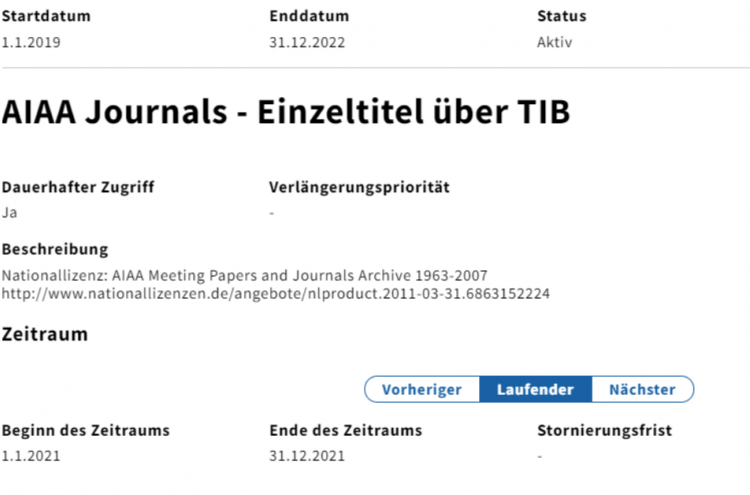 Startdatum Enddatum Status
1.1.2019 31.12.2022 Aktiv
AIAA Journals - Einzeltitel über TIB
Dauerhafter Zugriff Verlängerungspriorität
Ja -
Beschreibung
Nationallizenz: AIAA Meeting Papers and Journals Archive 1963-2007
http://www.nationallizenzen.de/angebote/nlproduct.2011-03-31.6863152224
Zeitraum
Vorheriger Laufender Nächster
Beginn des Zeitraums Ende des Zeitraums Stornierungsfrist
1.1.2021 31.12.2021 -